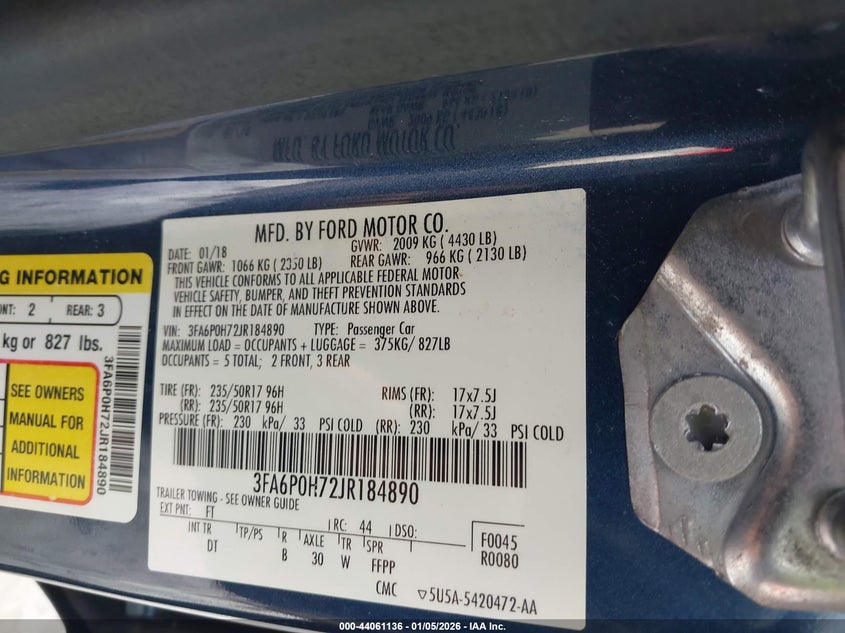 MFD. BY FORD MOTOR CO.
DATE: 01/18 GVWR: 2009 KG ( 4430 LB)
FRONT GAWR: 1066 KG ( 2350 LB) REAR GAWR: 966 KG ( 2130 LB)
THIS VEHICLE CONFORMS TO ALL APPLICABLE FEDERAL MOTOR
VEHICLE SAFETY, BUMPER, AND THEFT PREVENTION STANDARDS
IN EFFECT ON THE DATE OF MANUFACTURE SHOWN ABOVE.
VIN: 3FA6P0H72JR184890 TYPE: Passenger Car
MAXIMUM LOAD = OCCUPANTS + LUGGAGE = 375KG/ 827LB
OCCUPANTS = 5 TOTAL; 2 FRONT, 3 REAR
TIRE (FR): 235/50R17 96H RIMS (FR): 17x7.5J
(RR): 235/50R17 96H (RR): 17x7.5J
PRESSURE (FR): 230 kPa/ 33 PSI COLD (RR): 230 kPa/ 33 PSI COLD
3FA6P0H72JR184890
TRAILER TOWING - SEE OWNER GUIDE
EXT PNT: FT RC: 44 DSO: F0045
INT TR TP/PS R AXLE TR SPR R0080
DT B 30 W FFPP
CMC ▽5U5A-5420472-AA
G INFORMATION
NT: 2 REAR: 3
kg or 827 lbs.
SEE OWNERS
MANUAL FOR
ADDITIONAL
INFORMATION
3FA6P0H72JR184890
MFD. BY FORD MOTOR CO.
000-44061136 - 01/05/2026 - IAA Inc.